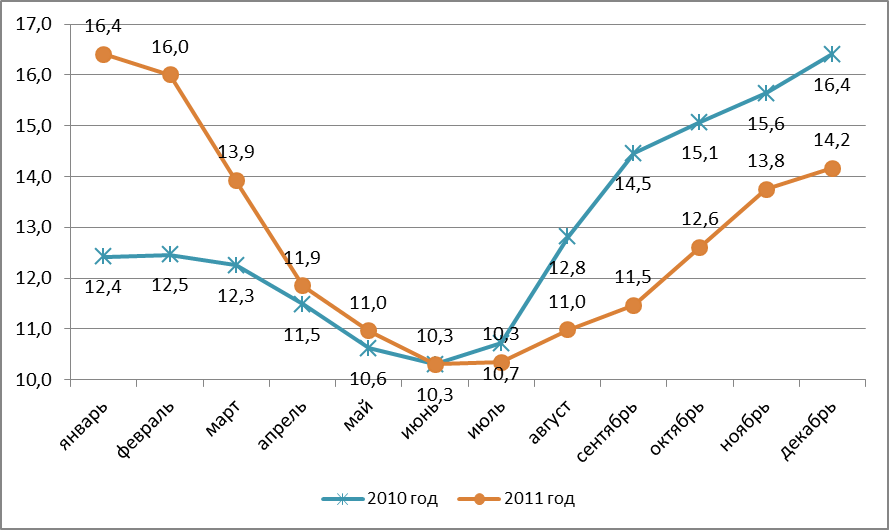 17,0
16,0
15,0
14,0
13,0
12,0
11,0
10,0
16,4
16,0
13,9
11,9
11,0
10,3
10,3
11,0
11,5
12,6
13,8
14,2
12,4
12,5
12,3
11,5
10,6
10,3
10,7
12,8
14,5
15,1
15,6
16,4
январь
февраль
март
апрель
май
июнь
июль
август
сентябрь
октябрь
ноябрь
декабрь
2010 год
2011 год